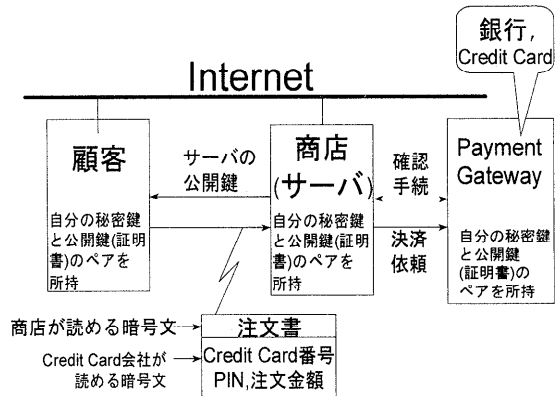 銀行,
Credit Card
Internet
顧客
自分の秘密鍵
と公開鍵(証明
書)のペアを
所持
サーバの
公開鍵
商店
(サーバ)
自分の秘密鍵
と公開鍵(証明
書)のペアを
所持
確認
手続
決済
依頼
Payment
Gateway
自分の秘密鍵
と公開鍵
(証明書)の
ペアを所持
商店が読める暗号文
Credit Card会社が
読める暗号文
注文書
Credit Card番号
PIN,注文金額